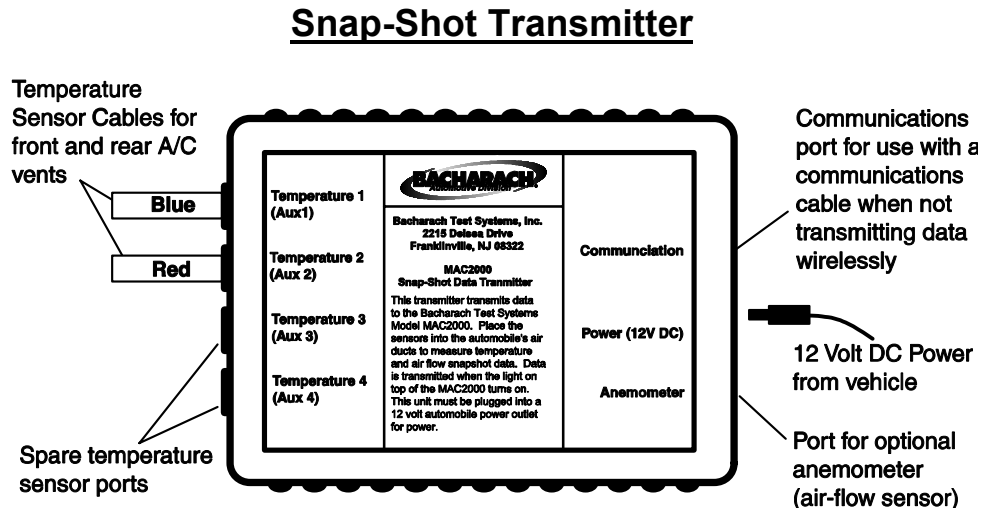 Snap-Shot Transmitter
Temperature
Sensor Cables for
front and rear A/C
vents
Blue
Red
Spare temperature
sensor ports
Temperature 1
(Aux1)
Temperature 2
(Aux 2)
Temperature 3
(Aux 3)
Temperature 4
(Aux 4)
BACHARACH
Automotive Division
Bacharach Test Systems, Inc.
2215 Delsea Drive
Franklinville, NJ 08322
MAC2000
Snap-Shot Data Tranmitter
This transmitter transmits data
to the Bacharach Test Systems
Model MAC2000. Place the
sensors into the automobile's air
ducts to measure temperature
and air flow snapshot data. Data
is transmitted when the light on
top of the MAC2000 turns on.
This unit must be plugged into a
12 volt automobile power outlet
for power.
Communciation
Power (12V DC)
Anemometer
Communications
port for use with a
communications
cable when not
transmitting data
wirelessly
12 Volt DC Power
from vehicle
Port for optional
anemometer
(air-flow sensor)